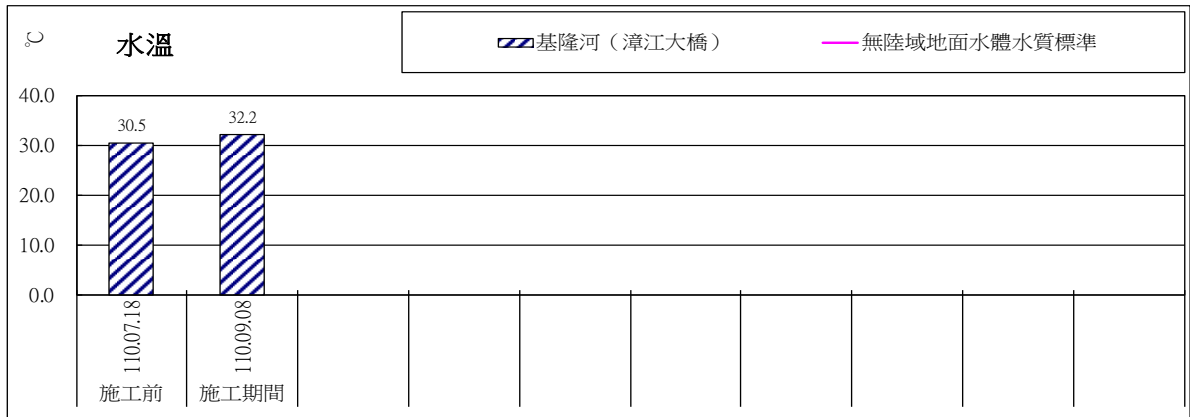 ℃
水溫
基隆河（漳江大橋）
無陸域地面水體水質標準
40.0
30.0
20.0
10.0
0.0
30.5
32.2
110.07.18
110.09.08
施工前
施工期間